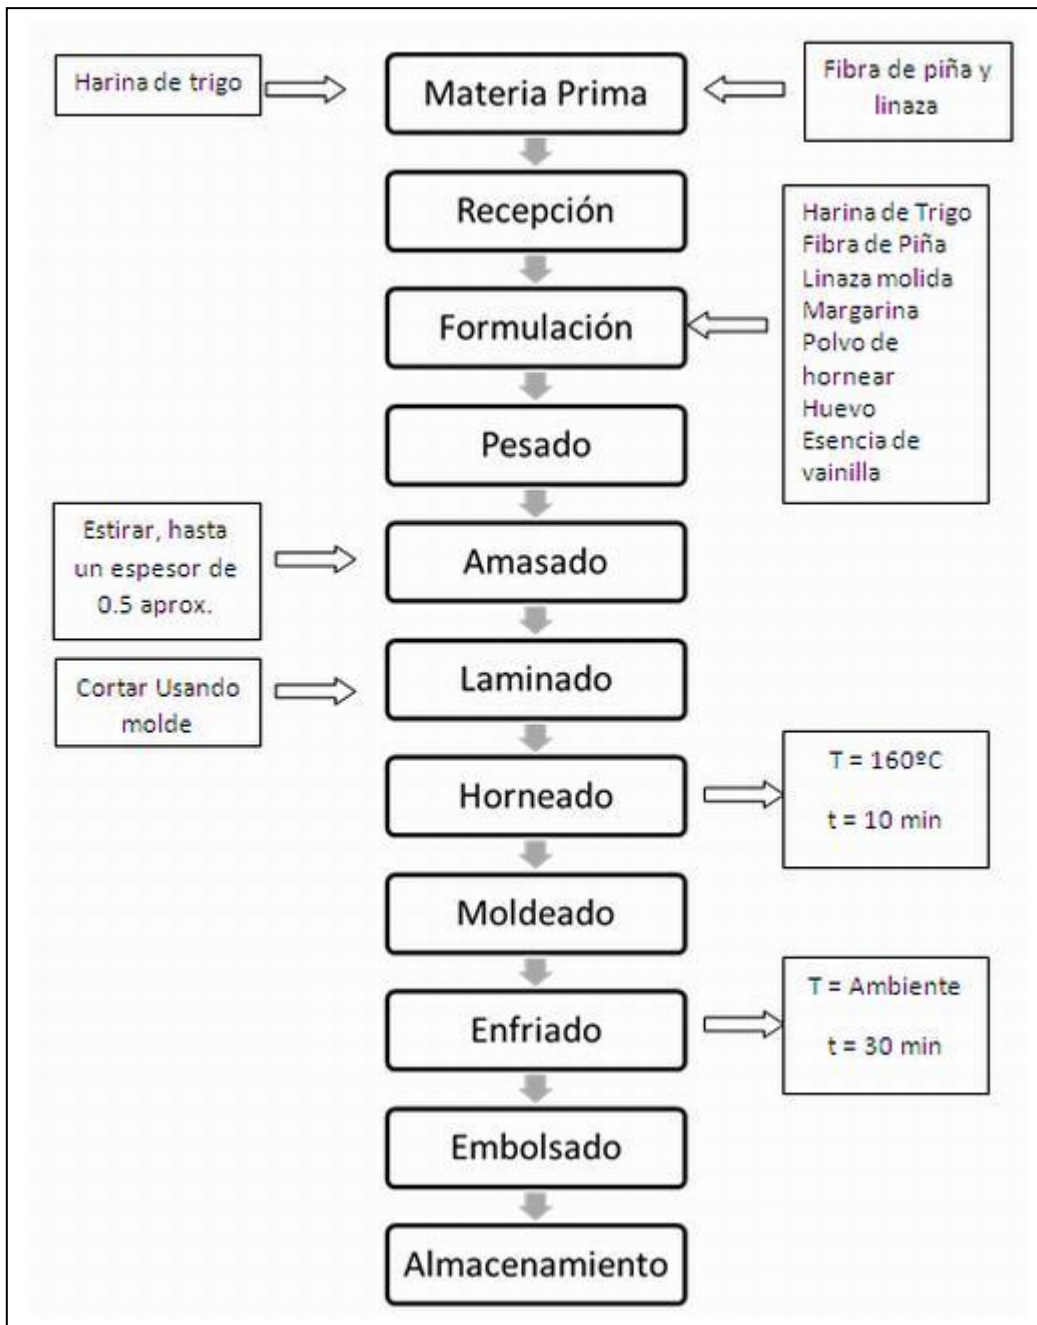 Harina de trigo
Materia Prima
Fibra de piña y
linaza
Recepción
Harina de Trigo
Fibra de Piña
Linaza molida
Margarina
Polvo de
hornear
Huevo
Esencia de
vainilla
Formulación
Pesado
Estirar, hasta
un espesor de
0.5 aprox.
Amasado
Cortar Usando
molde
Laminado
Horneado
T = 160ºC
t = 10 min
Moldeado
Enfriado
T = Ambiente
t = 30 min
Embolsado
Almacenamiento